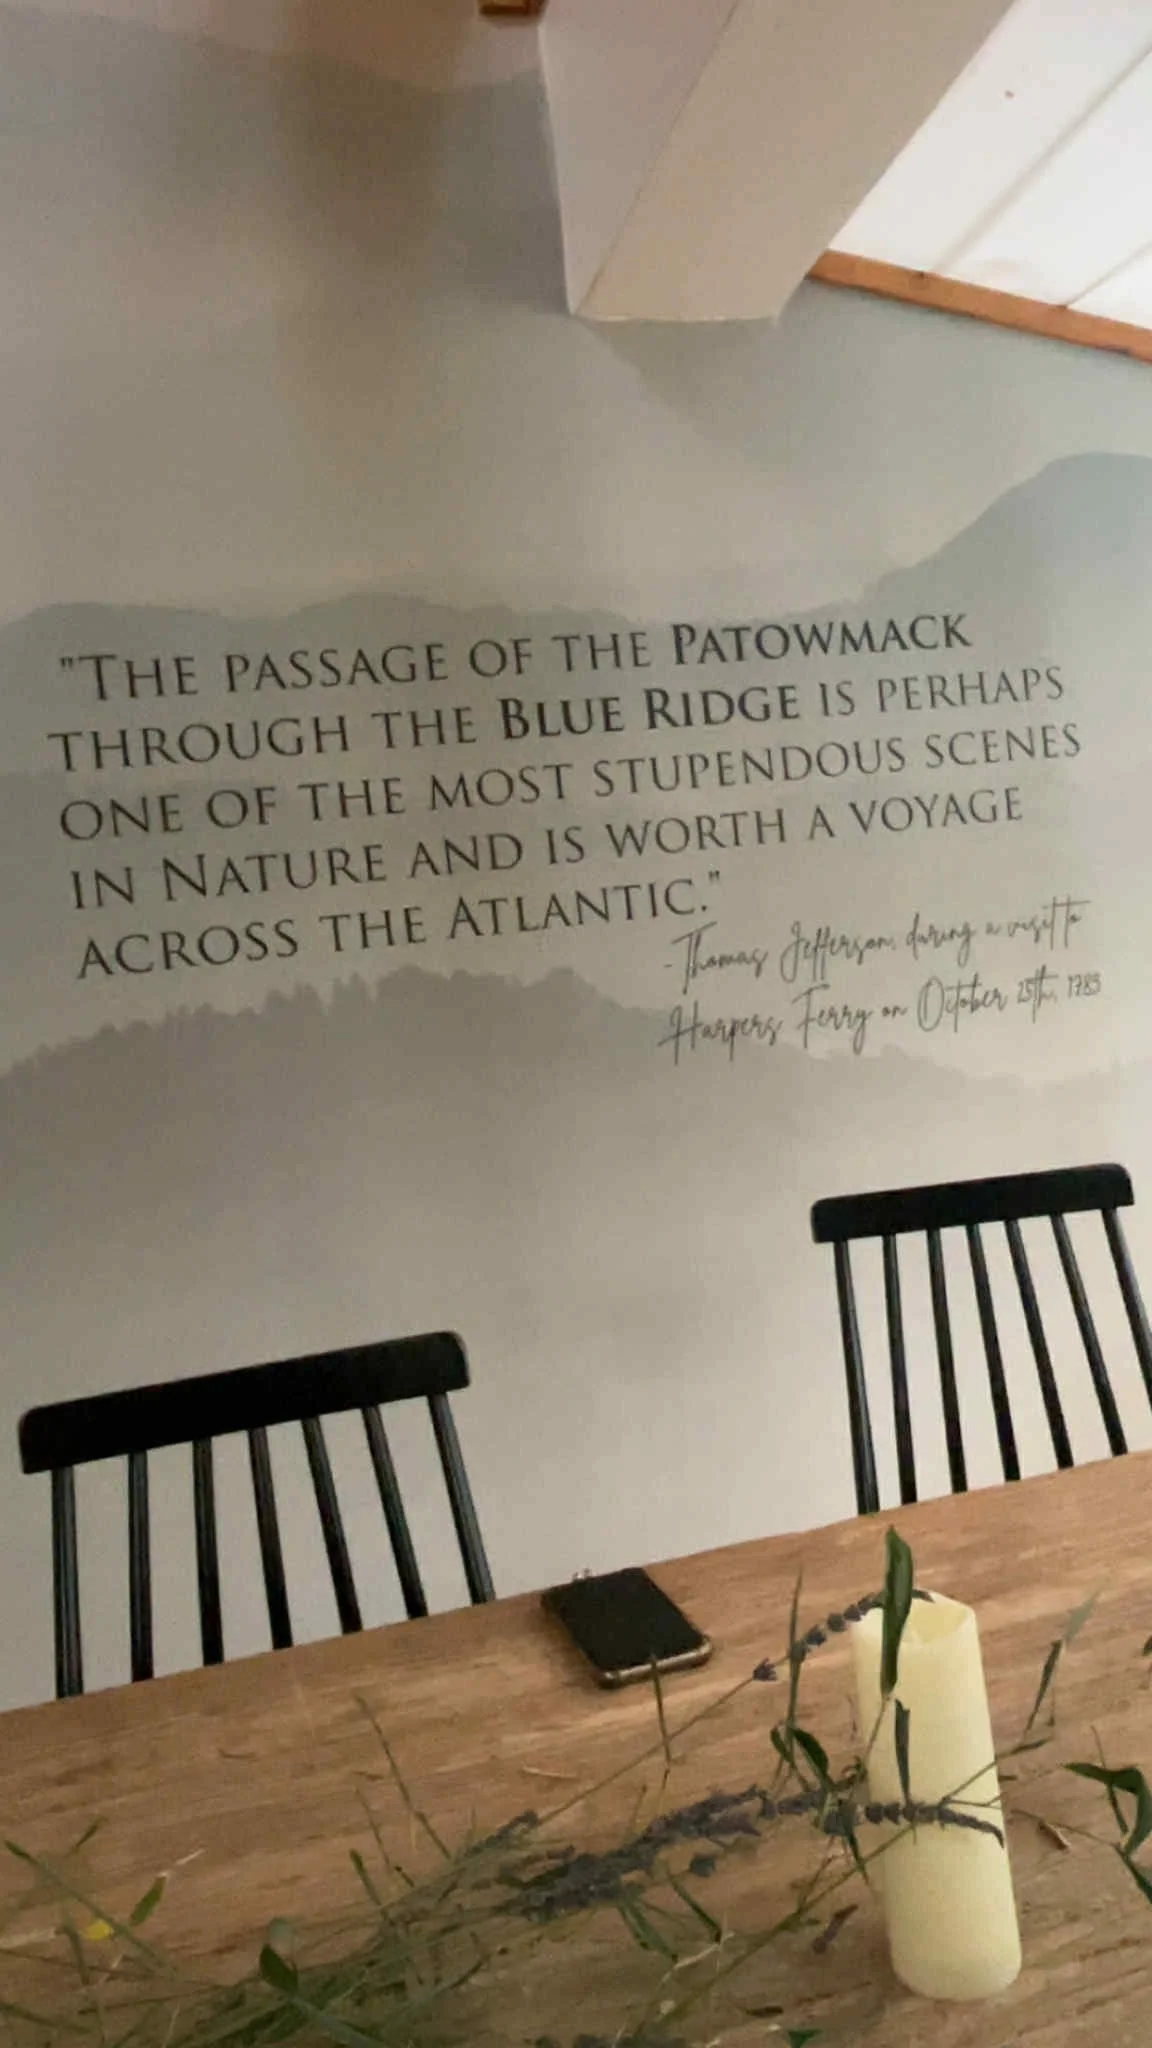 "The passage of the Patowmack
through the Blue Ridge is perhaps
one of the most stupendous scenes
in Nature and is worth a voyage
across the Atlantic."
- Thomas Jefferson, during a visit to
Harpers Ferry on October 25th, 1783